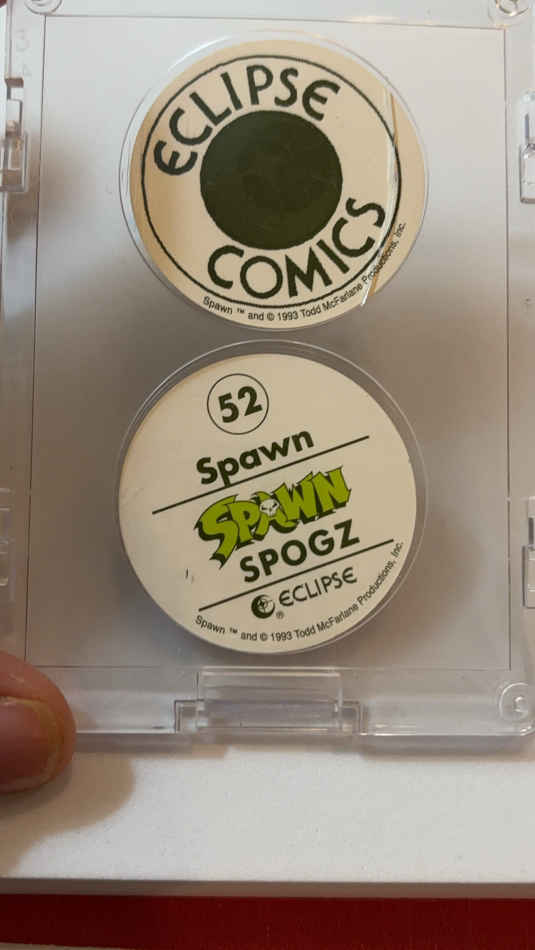 ECLIPSE
COMICS
Spawn ™ and © 1993 Todd McFarlane Productions, Inc.
52
Spawn
SPAWN
SPOGZ
ECLIPSE
®
Spawn ™ and © 1993 Todd McFarlane Productions, Inc.